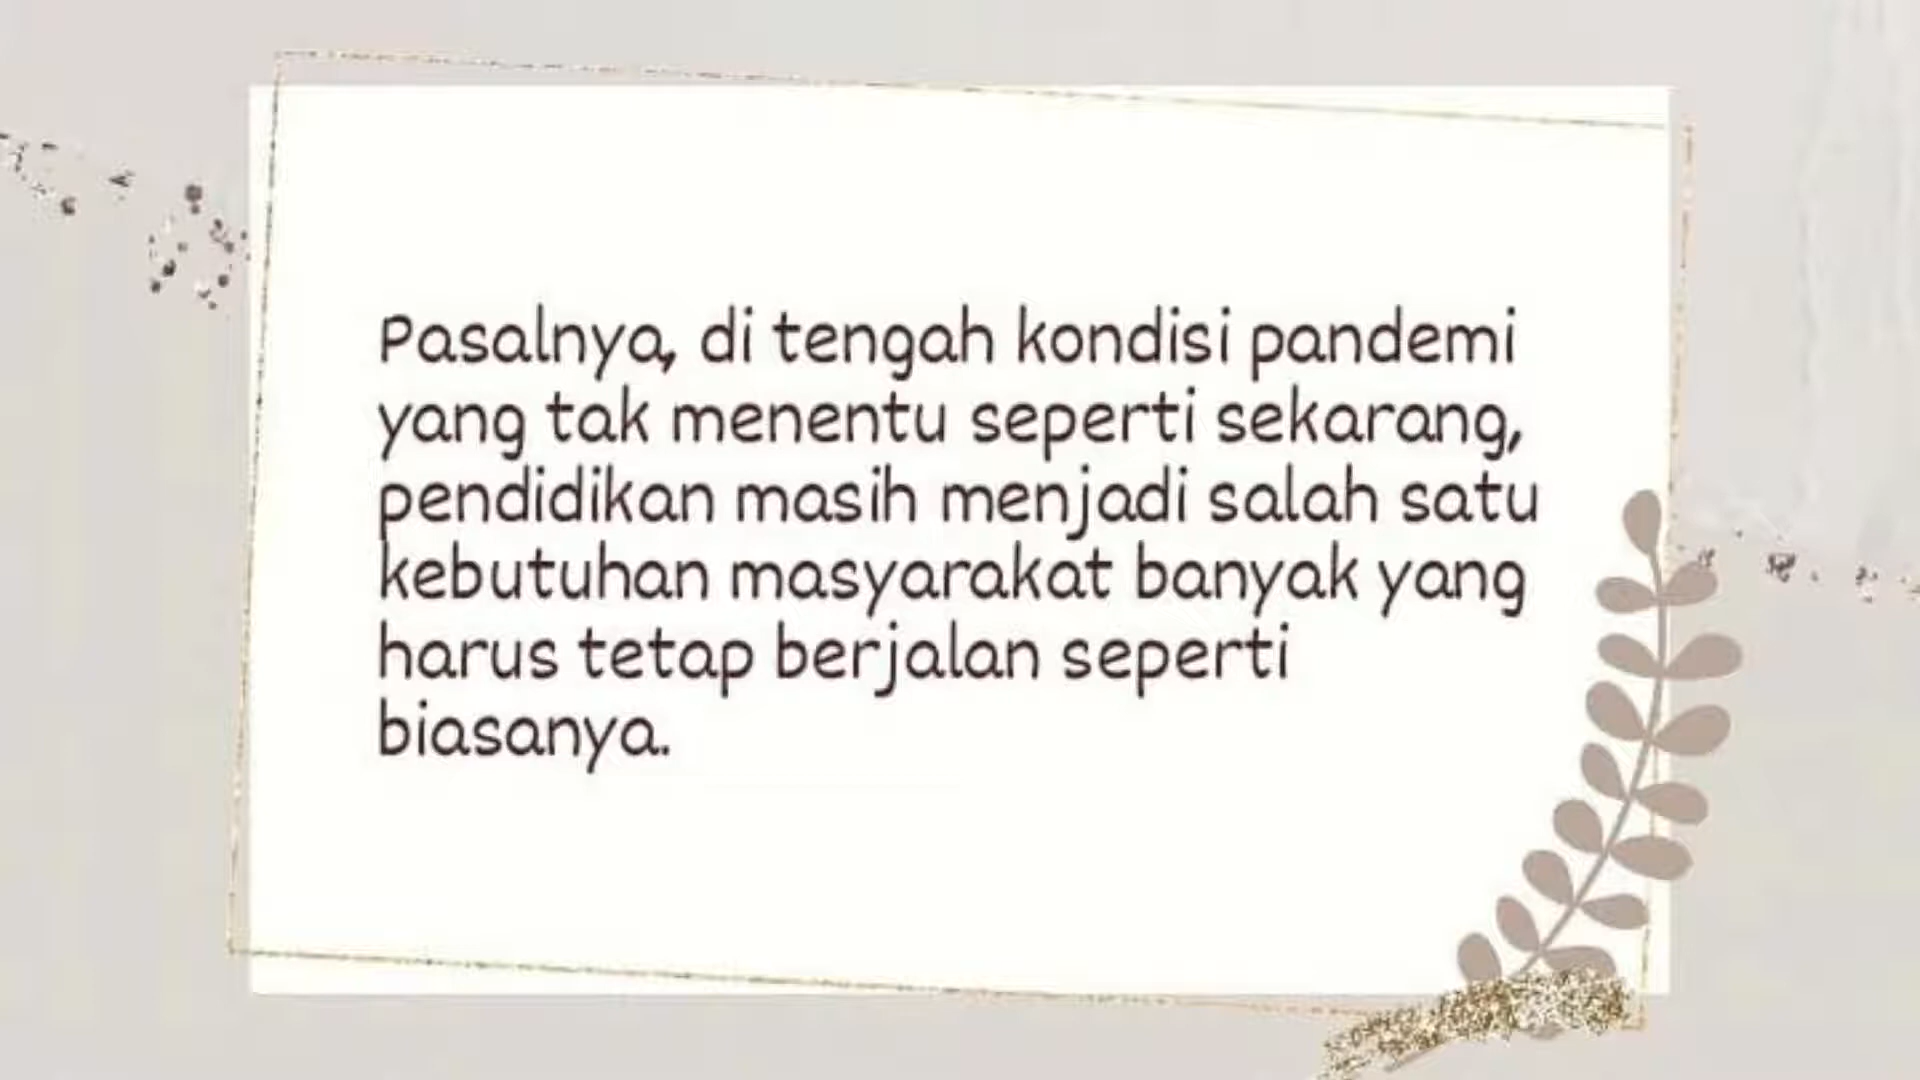 Pasalnya, di tengah kondisi pandemi
yang tak menentu seperti sekarang,
pendidikan masih menjadi salah satu
kebutuhan masyarakat banyak yang
harus tetap berjalan seperti
biasanya.